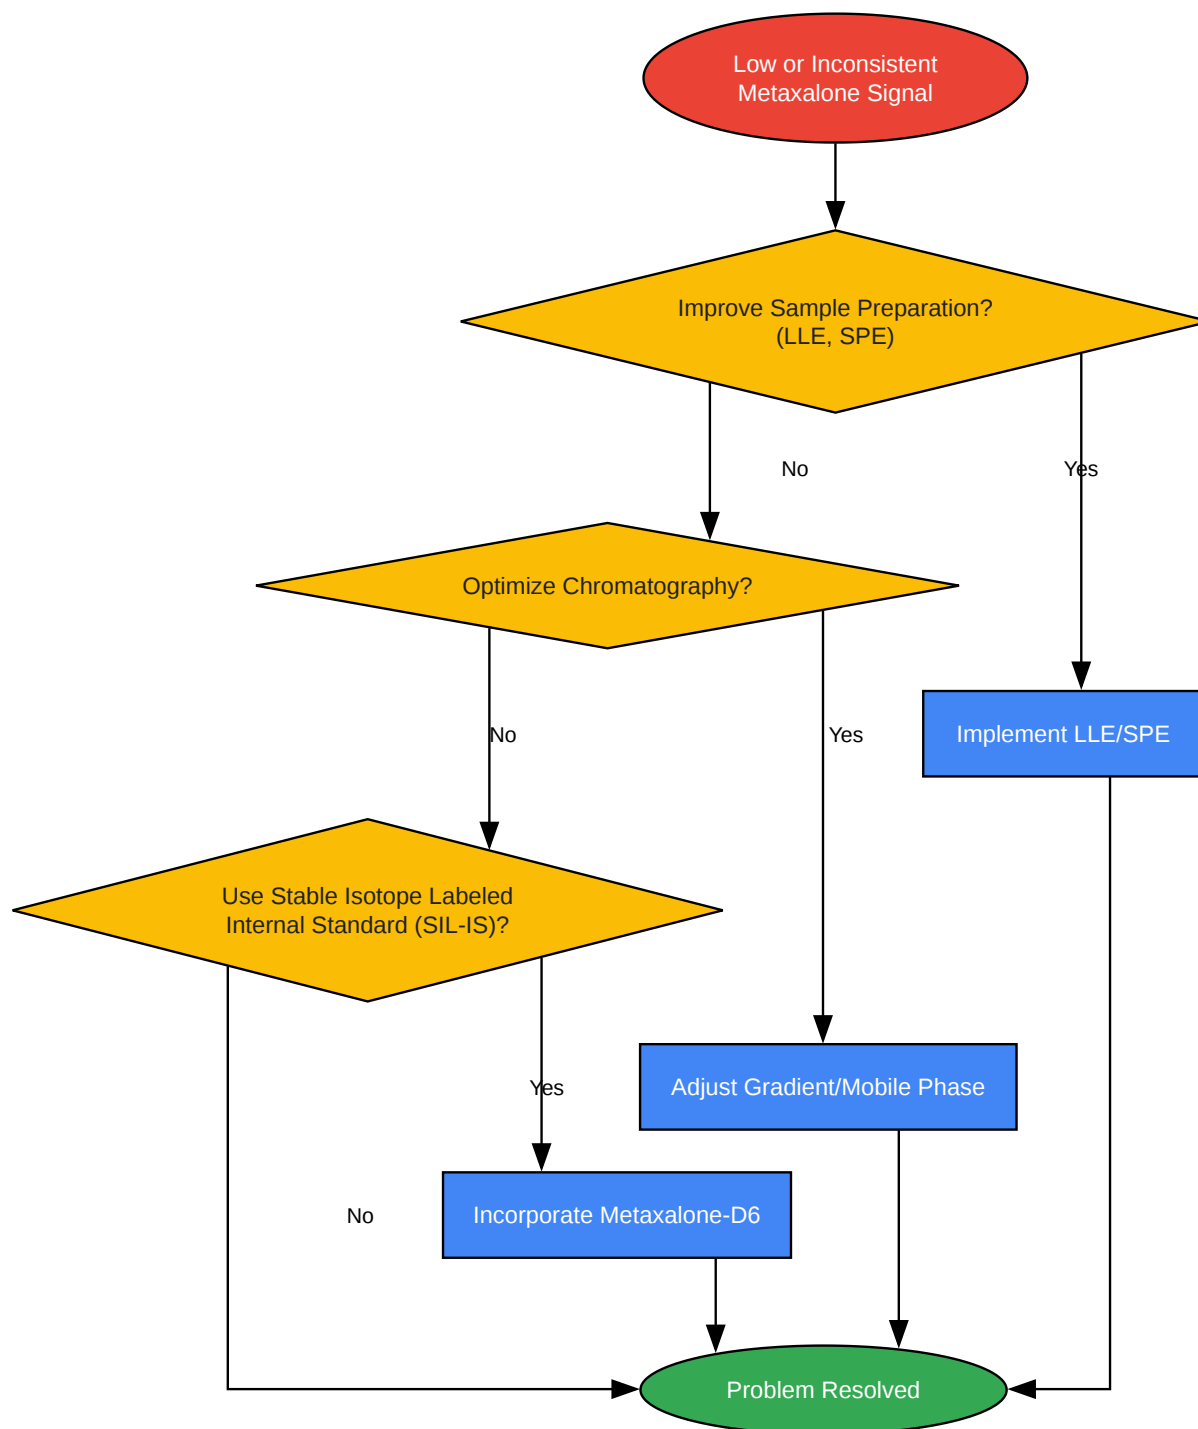 Low or Inconsistent
Metaxalone Signal
Improve Sample Preparation?
(LLE, SPE)
No
Yes
Optimize Chromatography?
No
Yes
Implement LLE/SPE
Use Stable Isotope Labeled
Internal Standard (SIL-IS)?
Yes
Adjust Gradient/Mobile Phase
No
Incorporate Metaxalone-D6
Problem Resolved